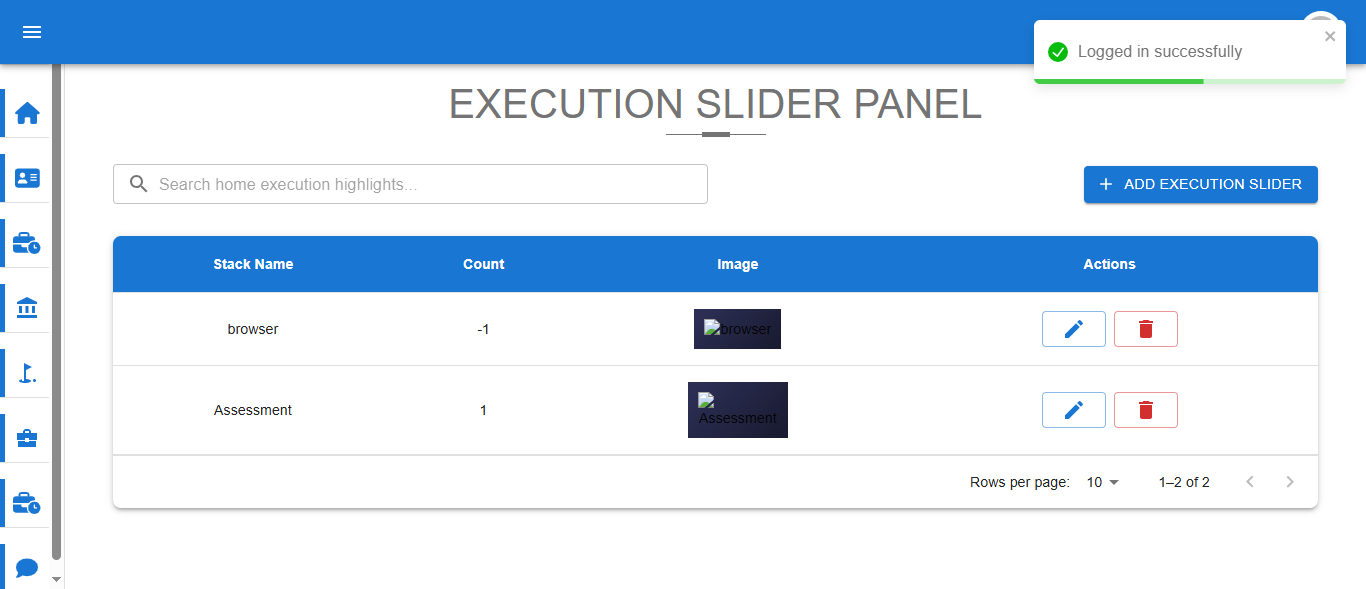 Logged in successfully
EXECUTION SLIDER PANEL
Search home execution highlights...
ADD EXECUTION SLIDER
Stack Name Count Image Actions
browser -1 browser
Assessment 1 Assessment
Rows per page: 10 1–2 of 2